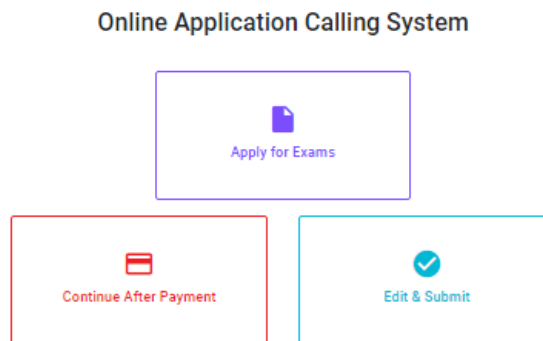 Online Application Calling System
Apply for Exams
Continue After Payment
Edit & Submit